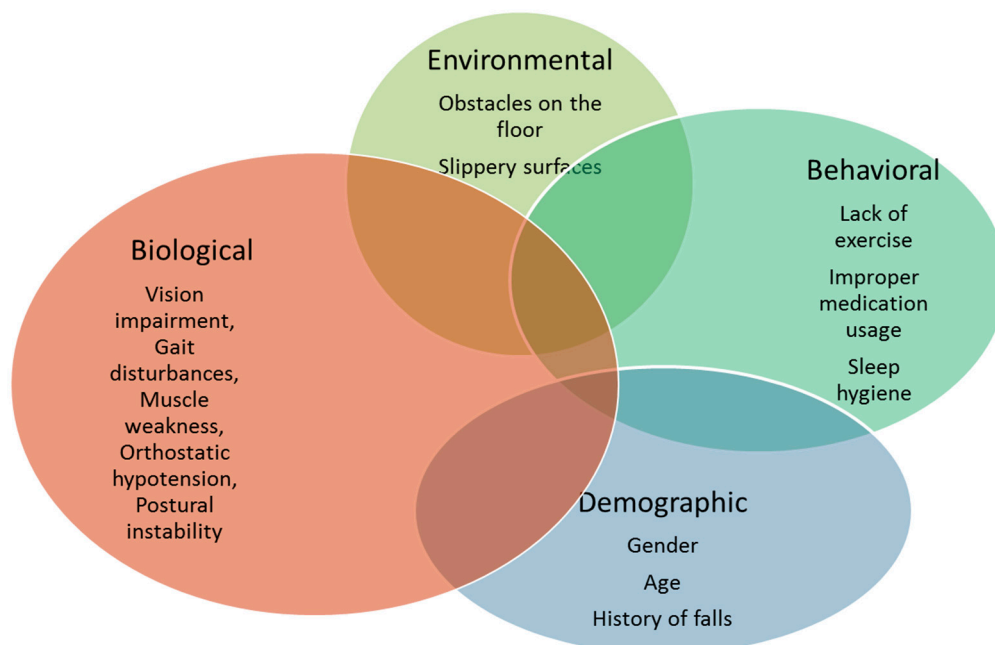 Environmental
Obstacles on the
floor
Slippery surfaces
Behavioral
Lack of
exercise
Improper
medication
usage
Sleep
hygiene
Biological
Vision
impairment,
Gait
disturbances,
Muscle
weakness,
Orthostatic
hypotension,
Postural
instability
Demographic
Gender
Age
History of falls